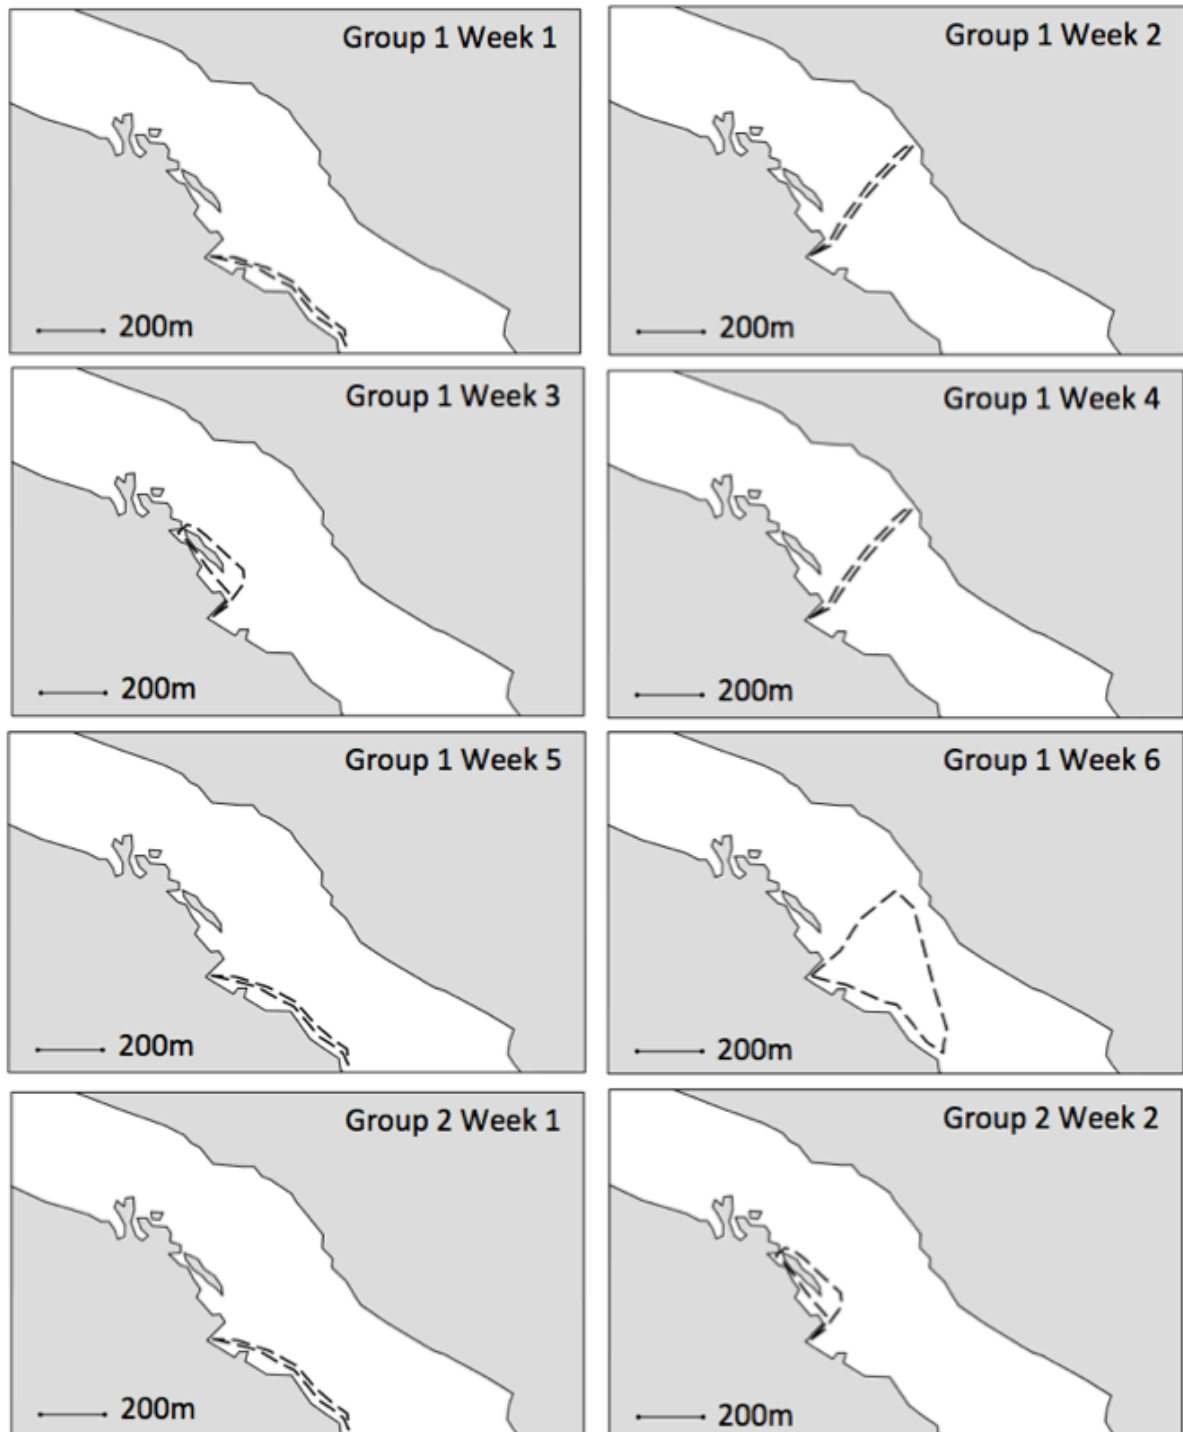 Group 1 Week 1
200m
Group 1 Week 2
200m
Group 1 Week 3
200m
Group 1 Week 4
200m
Group 1 Week 5
200m
Group 1 Week 6
200m
Group 2 Week 1
200m
Group 2 Week 2
200m